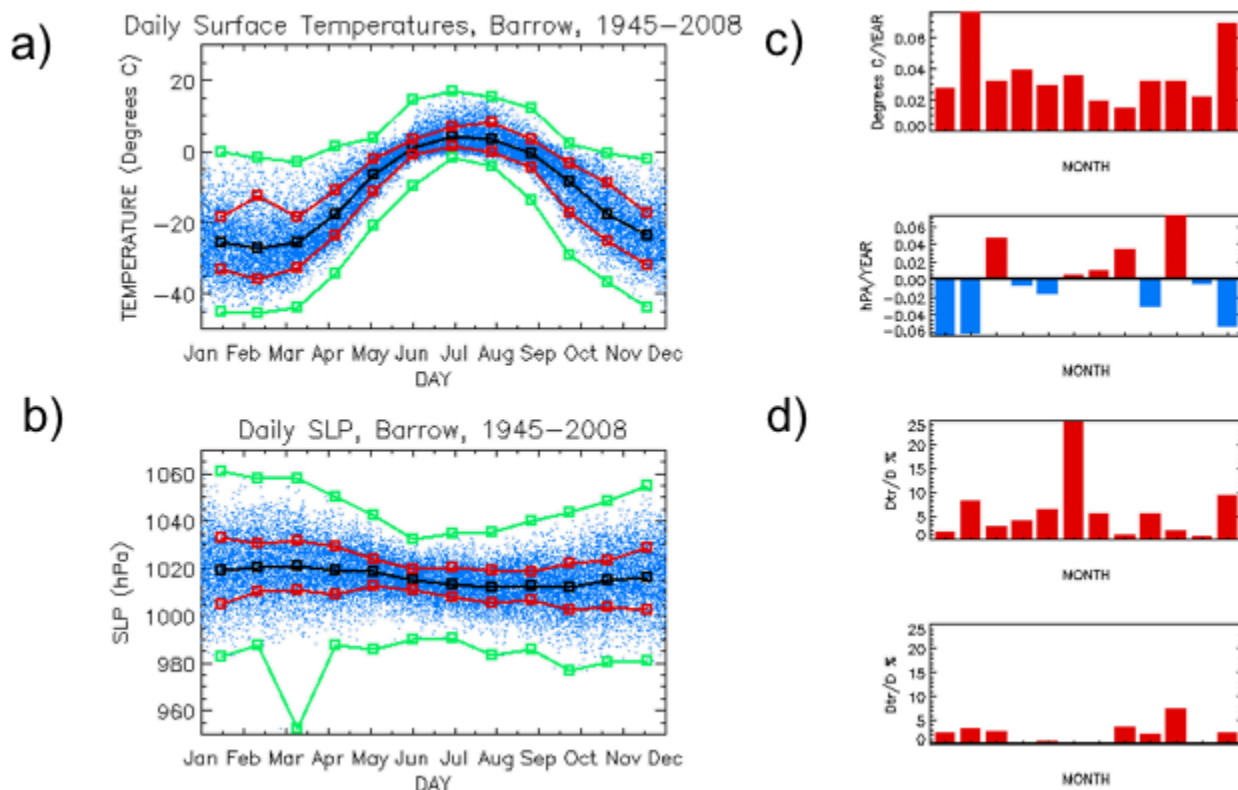 a)
Daily Surface Temperatures, Barrow, 1945-2008
TEMPERATURE (Degrees C)
20
0
-20
-40
Jan Feb Mar Apr May Jun Jul Aug Sep Oct Nov Dec
DAY
b)
Daily SLP, Barrow, 1945-2008
SLP (hPa)
1060
1040
1020
1000
980
960
Jan Feb Mar Apr May Jun Jul Aug Sep Oct Nov Dec
DAY
c)
Degrees C/YEAR
0.06
0.04
0.02
0.00
MONTH
hPA/YEAR
0.06
0.04
0.02
0.00
-0.02
-0.04
-0.06
MONTH
d)
Dtr/D %
25
20
15
10
5
0
MONTH
Dtr/D %
25
20
15
10
5
0
MONTH